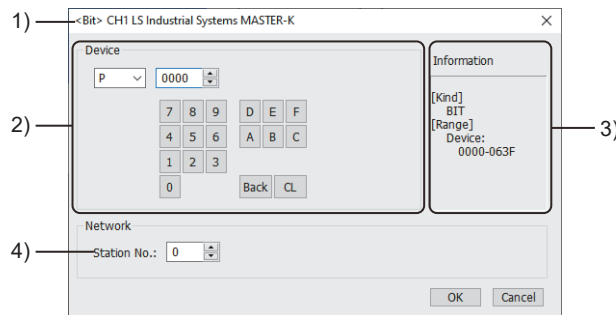 1)
<Bit> CH1 LS Industrial Systems MASTER-K
Device
P 0000
7 8 9 D E F
4 5 6 A B C
1 2 3
0 Back CL
2)
Information
[Kind]
BIT
[Range]
Device:
0000-063F
3)
Network
4)
Station No.: 0
OK Cancel